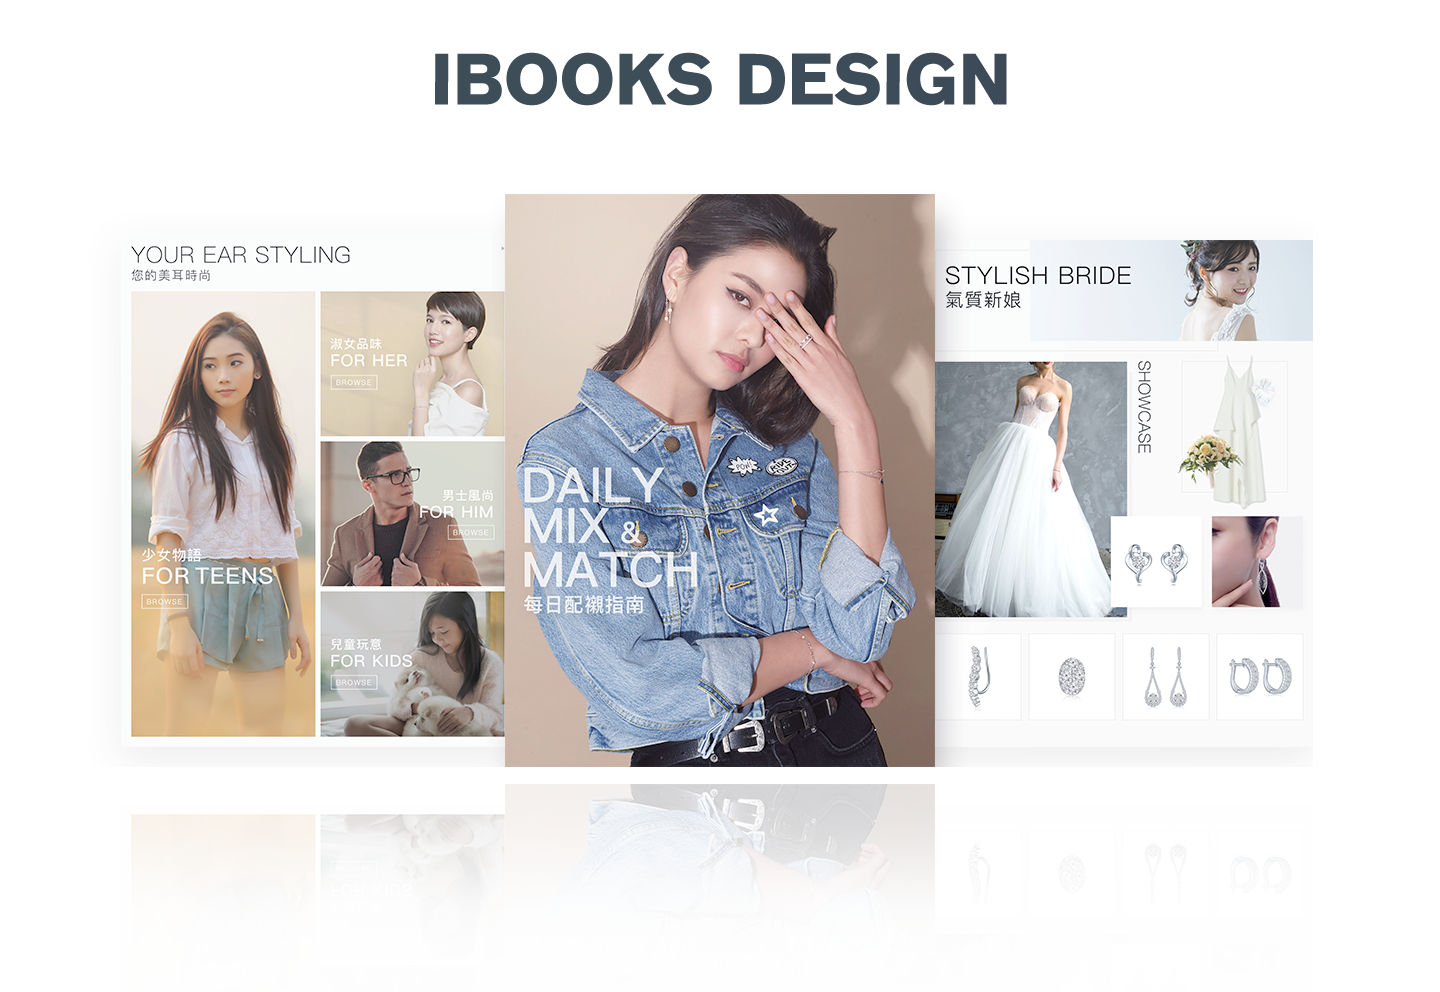 IBOOKS DESIGN
YOUR EAR STYLING
您的美耳時尚
淑女品味
FOR HER
BROWSE
男士風尚
FOR HIM
BROWSE
少女物語
FOR TEENS
BROWSE
兒童玩意
FOR KIDS
BROWSE
DAILY
MIX &
MATCH
每日配襯指南
STYLISH BRIDE
氣質新娘
SHOWCASE